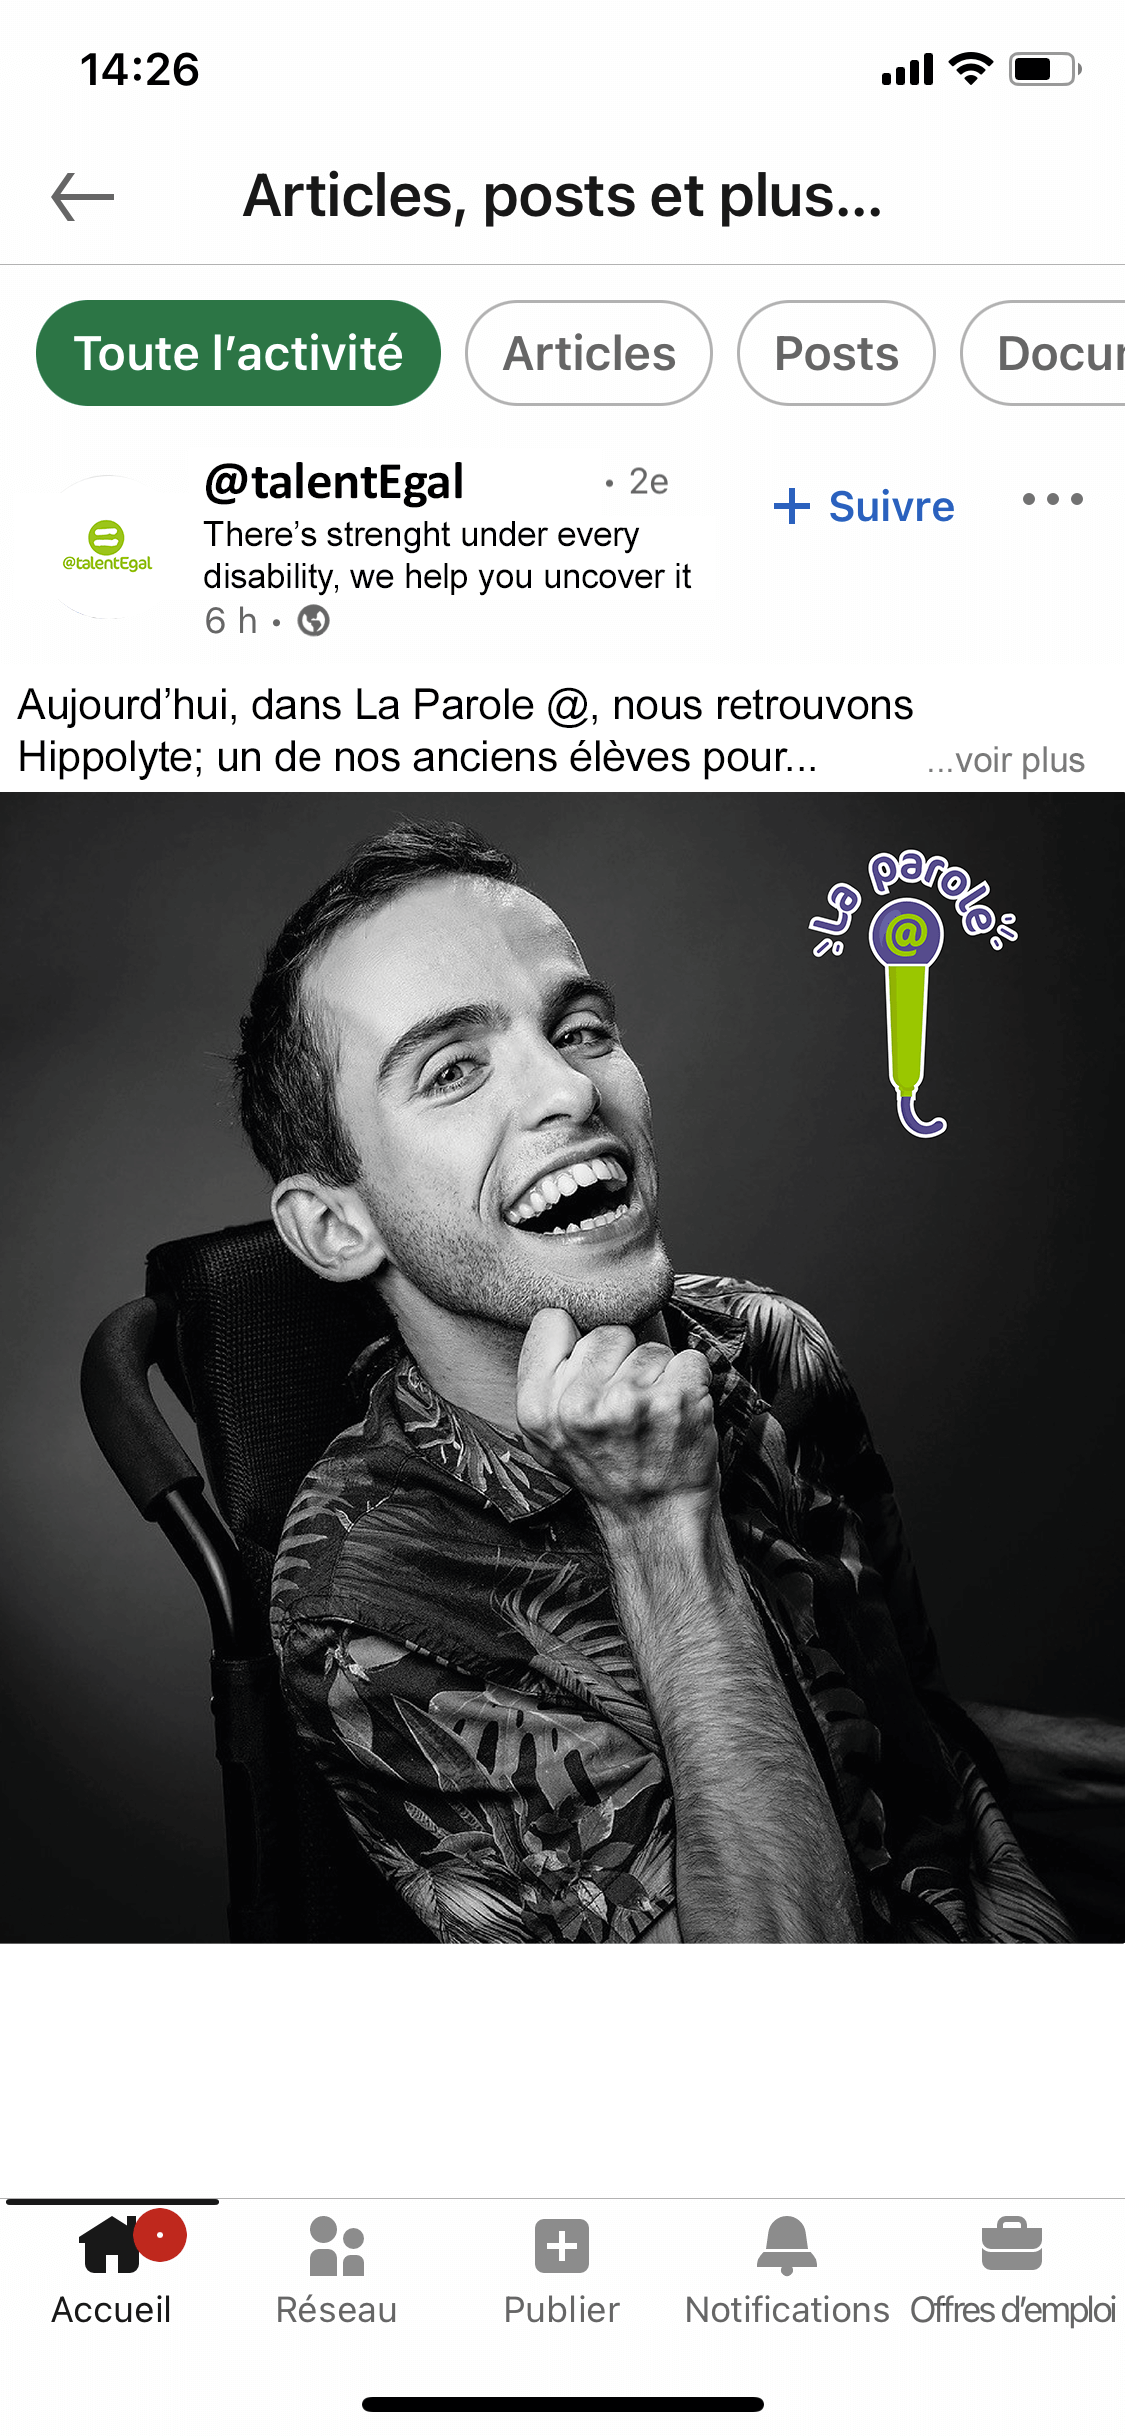 14:26
Articles, posts et plus...
Toute l'activité
Articles
Posts
Docur
@talentEgal
• 2e
+ Suivre
@talentEgal
There's strenght under every
disability, we help you uncover it
6 h •
Aujourd'hui, dans La Parole @, nous retrouvons
Hippolyte; un de nos anciens élèves pour...
...voir plus
La parole
@
Accueil
Réseau
Publier
Notifications
Offres d'emploi